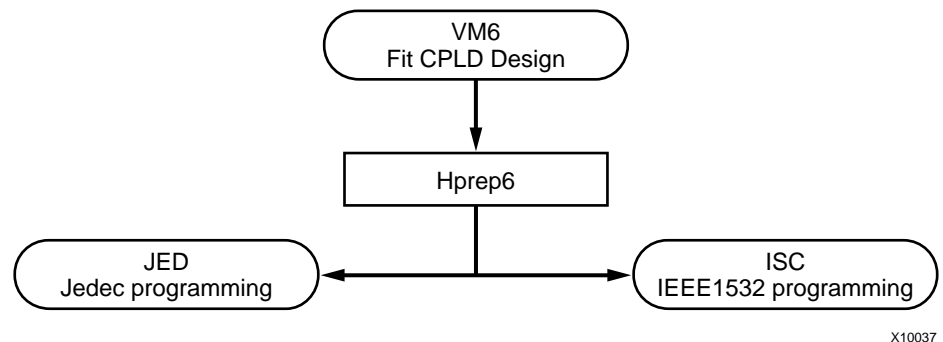 VM6
Fit CPLD Design
Hprep6
JED
Jedec programming
ISC
IEEE1532 programming
X10037